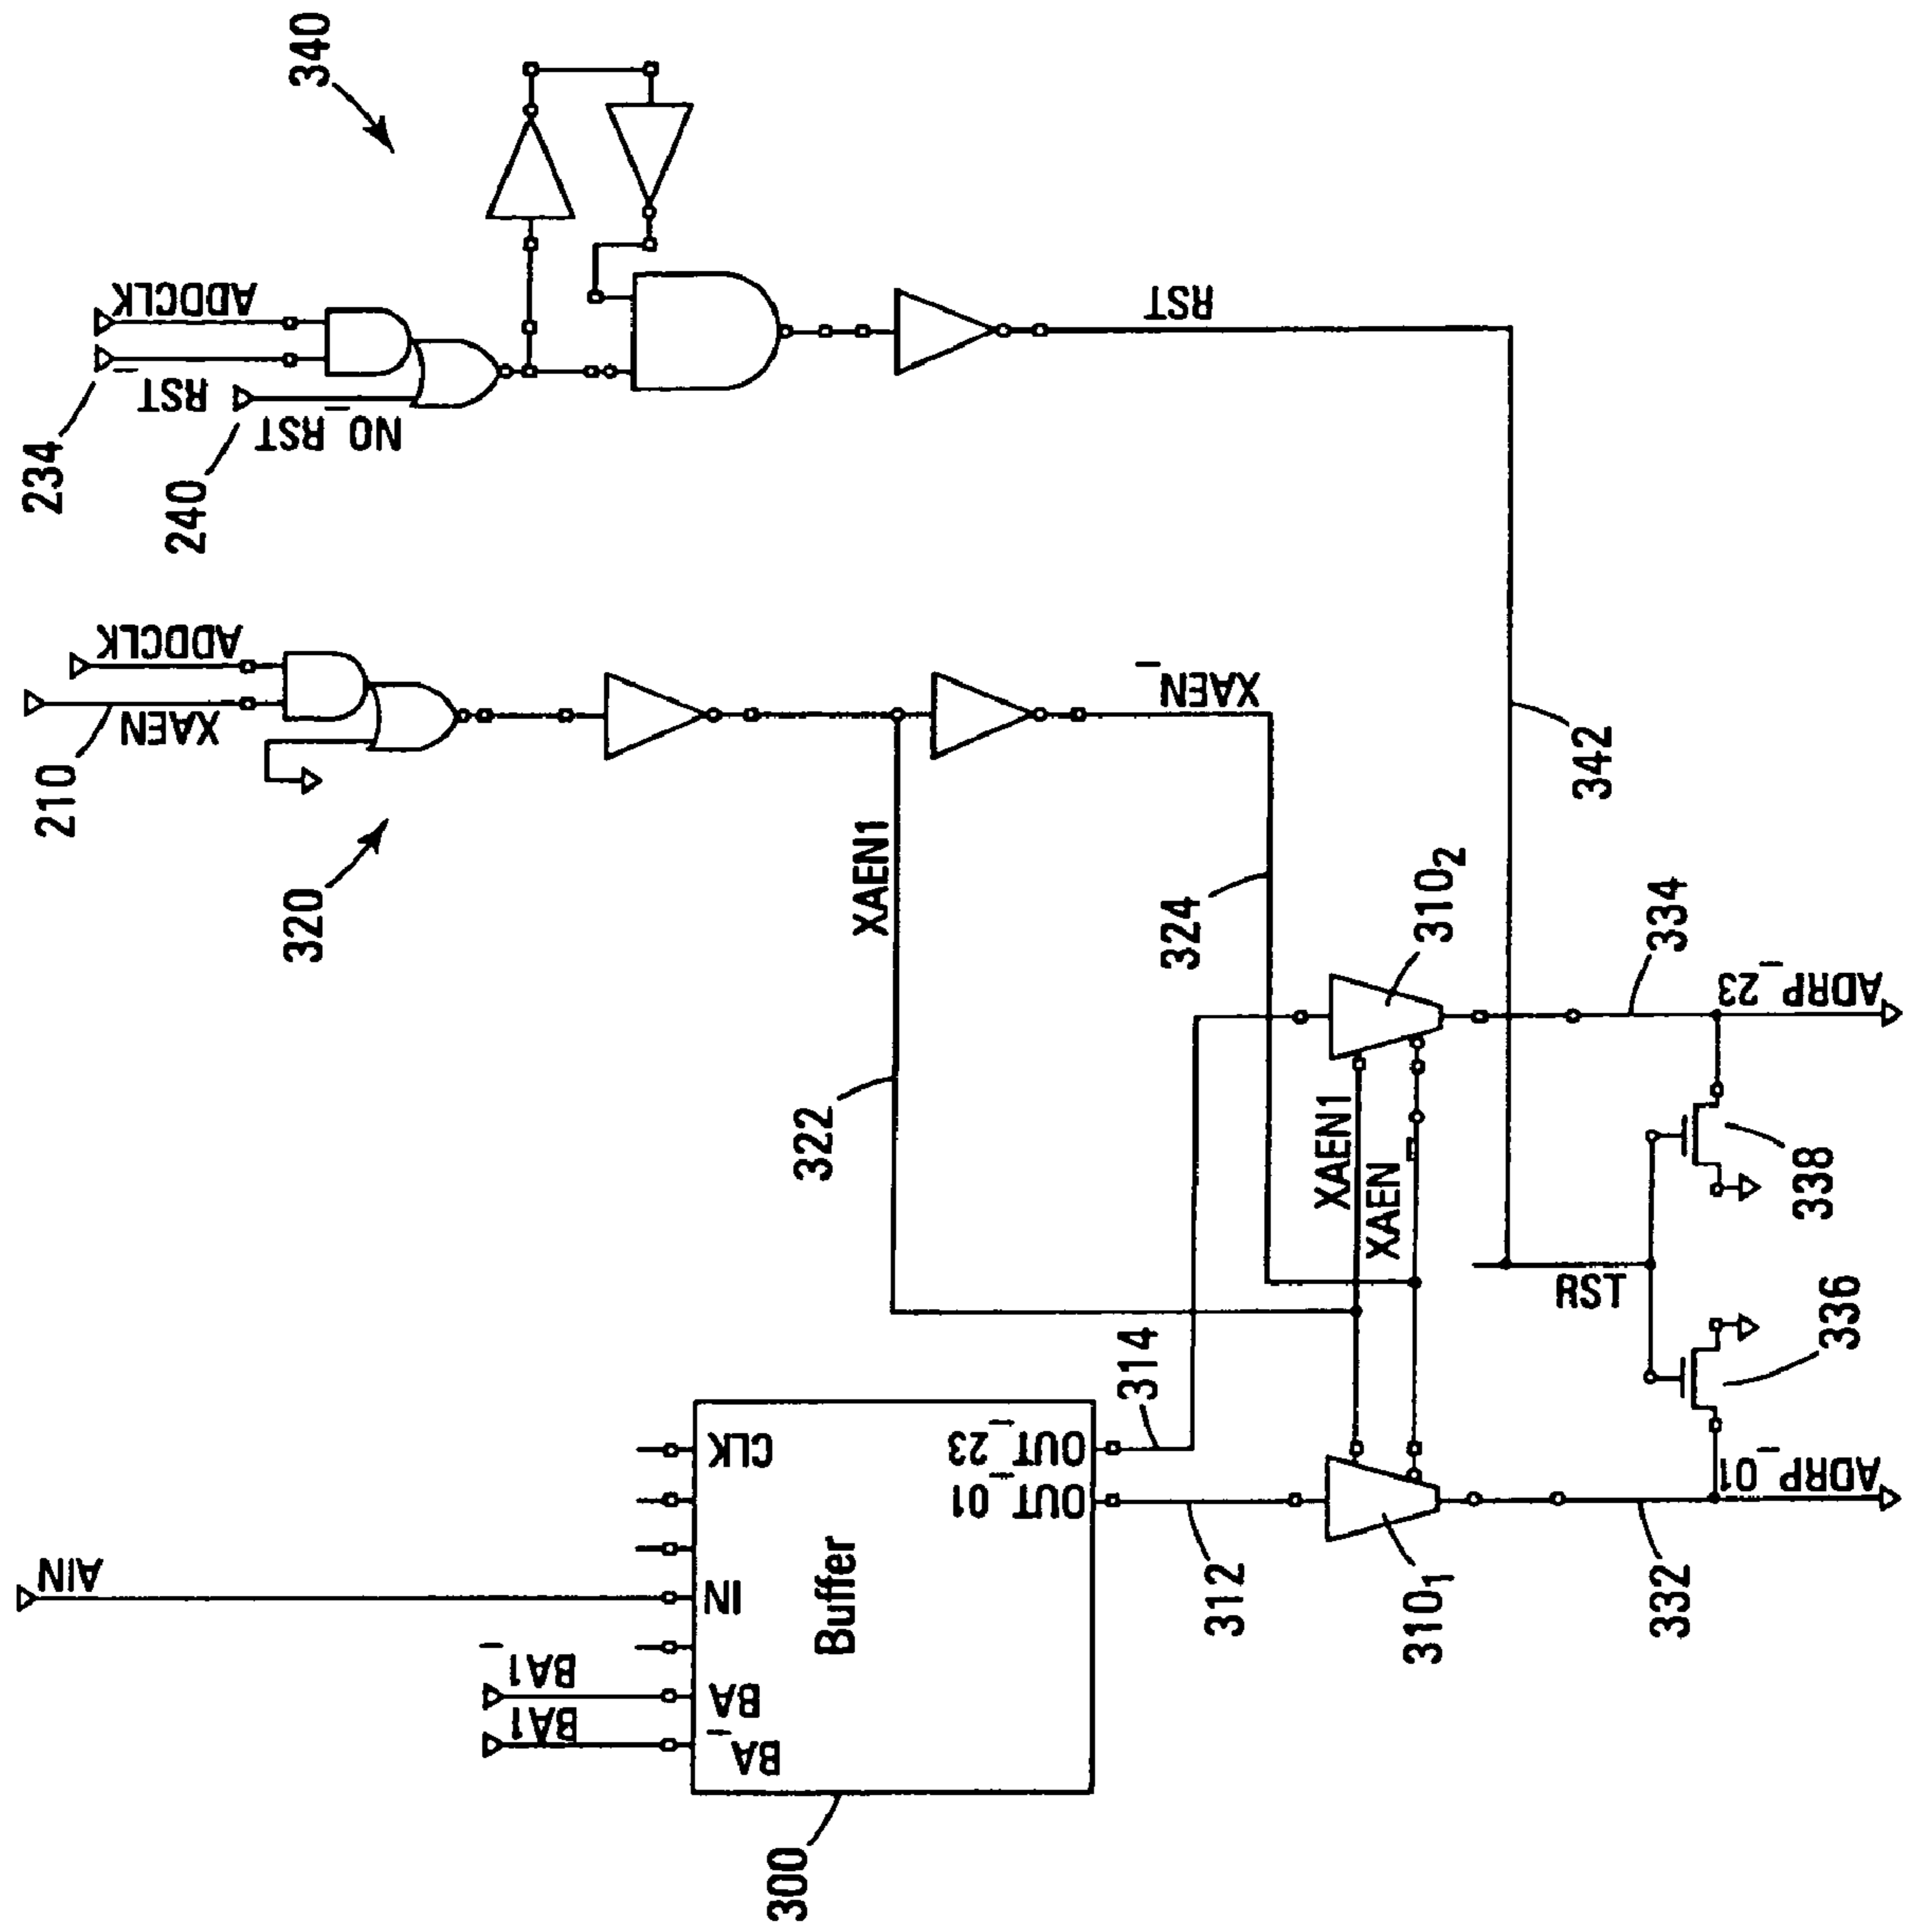 340
ADDCLK
RST_
234
NO_RST
240
ADDCLK
XAEN
210
320
XAEN1
322
XAEN_
324
RST
342
AIN
BA1_
BA1
CLK
IN
BA
BA_
Buffer
OUT_23
OUT_01
300
314
312
XAEN1
XAEN_
310₂
310₁
334
332
RST
338
336
ADRP_23
ADRP_01